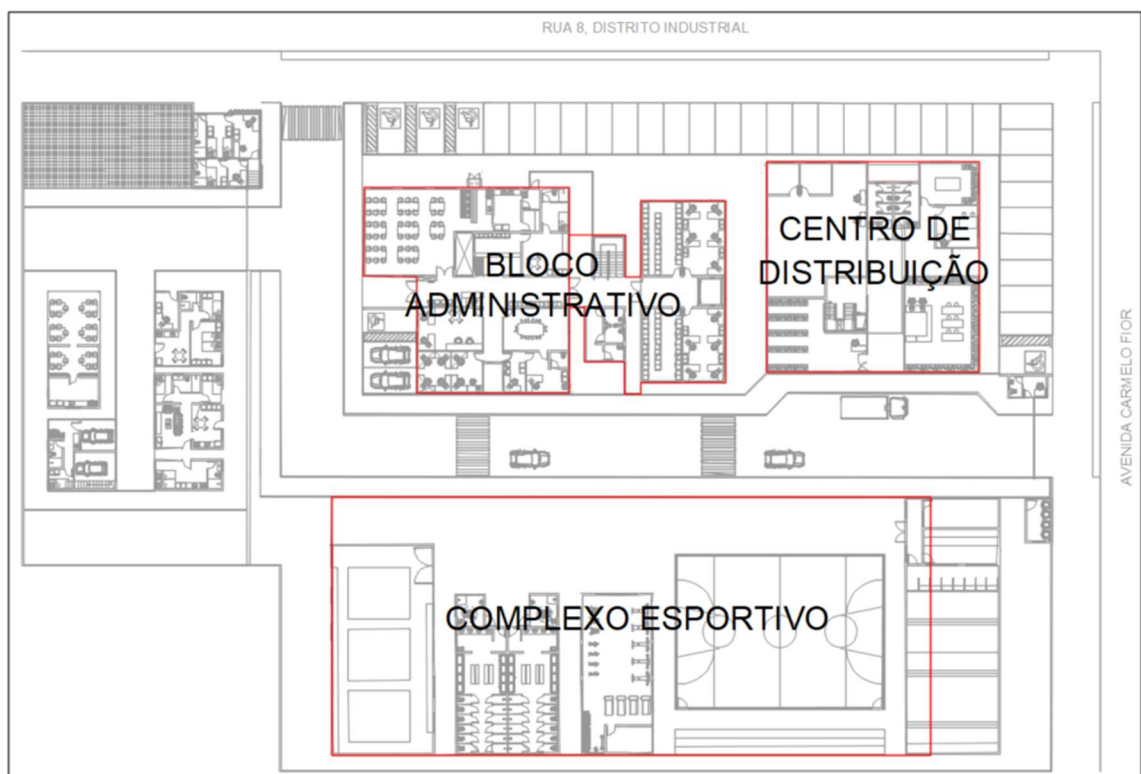 RUA 8, DISTRITO INDUSTRIAL
BLOCO
ADMINISTRATIVO
CENTRO DE
DISTRIBUIÇÃO
AVENIDA CARMELO FIOR
COMPLEXO ESPORTIVO